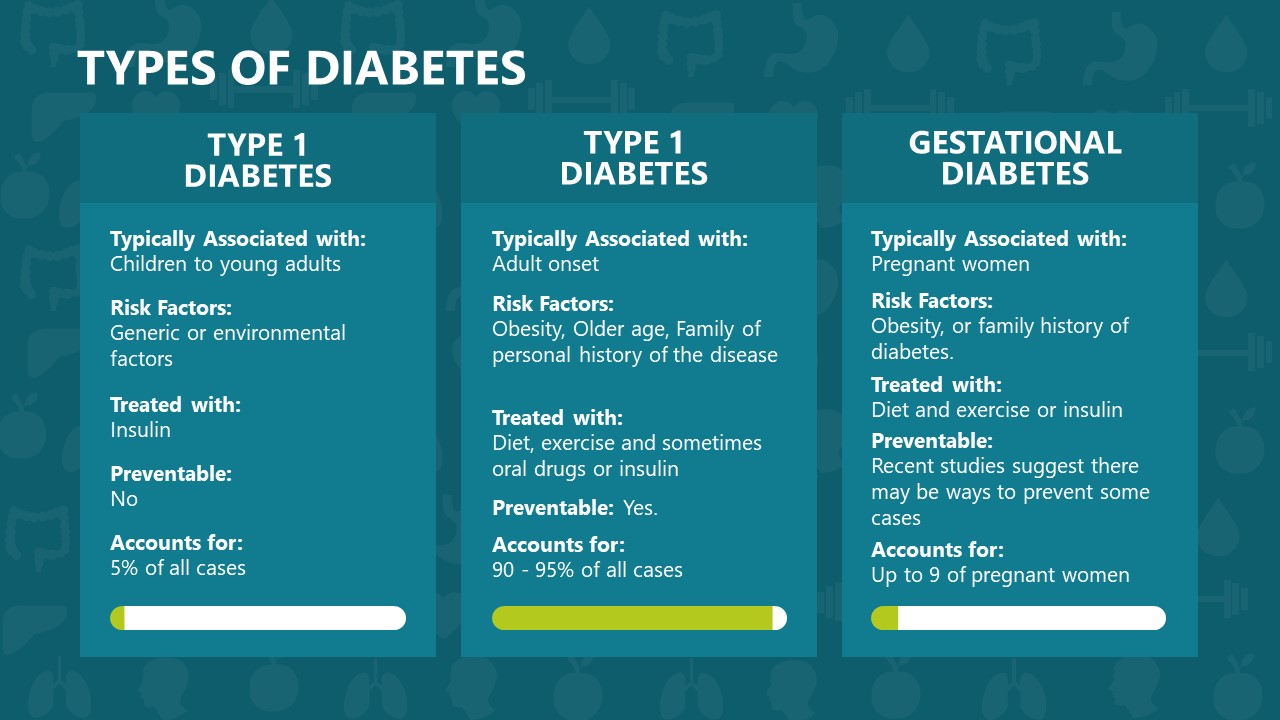 TYPES OF DIABETES
TYPE 1
DIABETES
Typically Associated with:
Children to young adults
Risk Factors:
Generic or environmental
factors
Treated with:
Insulin
Preventable:
No
Accounts for:
5% of all cases
TYPE 1
DIABETES
Typically Associated with:
Adult onset
Risk Factors:
Obesity, Older age, Family of
personal history of the disease
Treated with:
Diet, exercise and sometimes
oral drugs or insulin
Preventable: Yes.
Accounts for:
90 - 95% of all cases
GESTATIONAL
DIABETES
Typically Associated with:
Pregnant women
Risk Factors:
Obesity, or family history of
diabetes.
Treated with:
Diet and exercise or insulin
Preventable:
Recent studies suggest there
may be ways to prevent some
cases
Accounts for:
Up to 9 of pregnant women